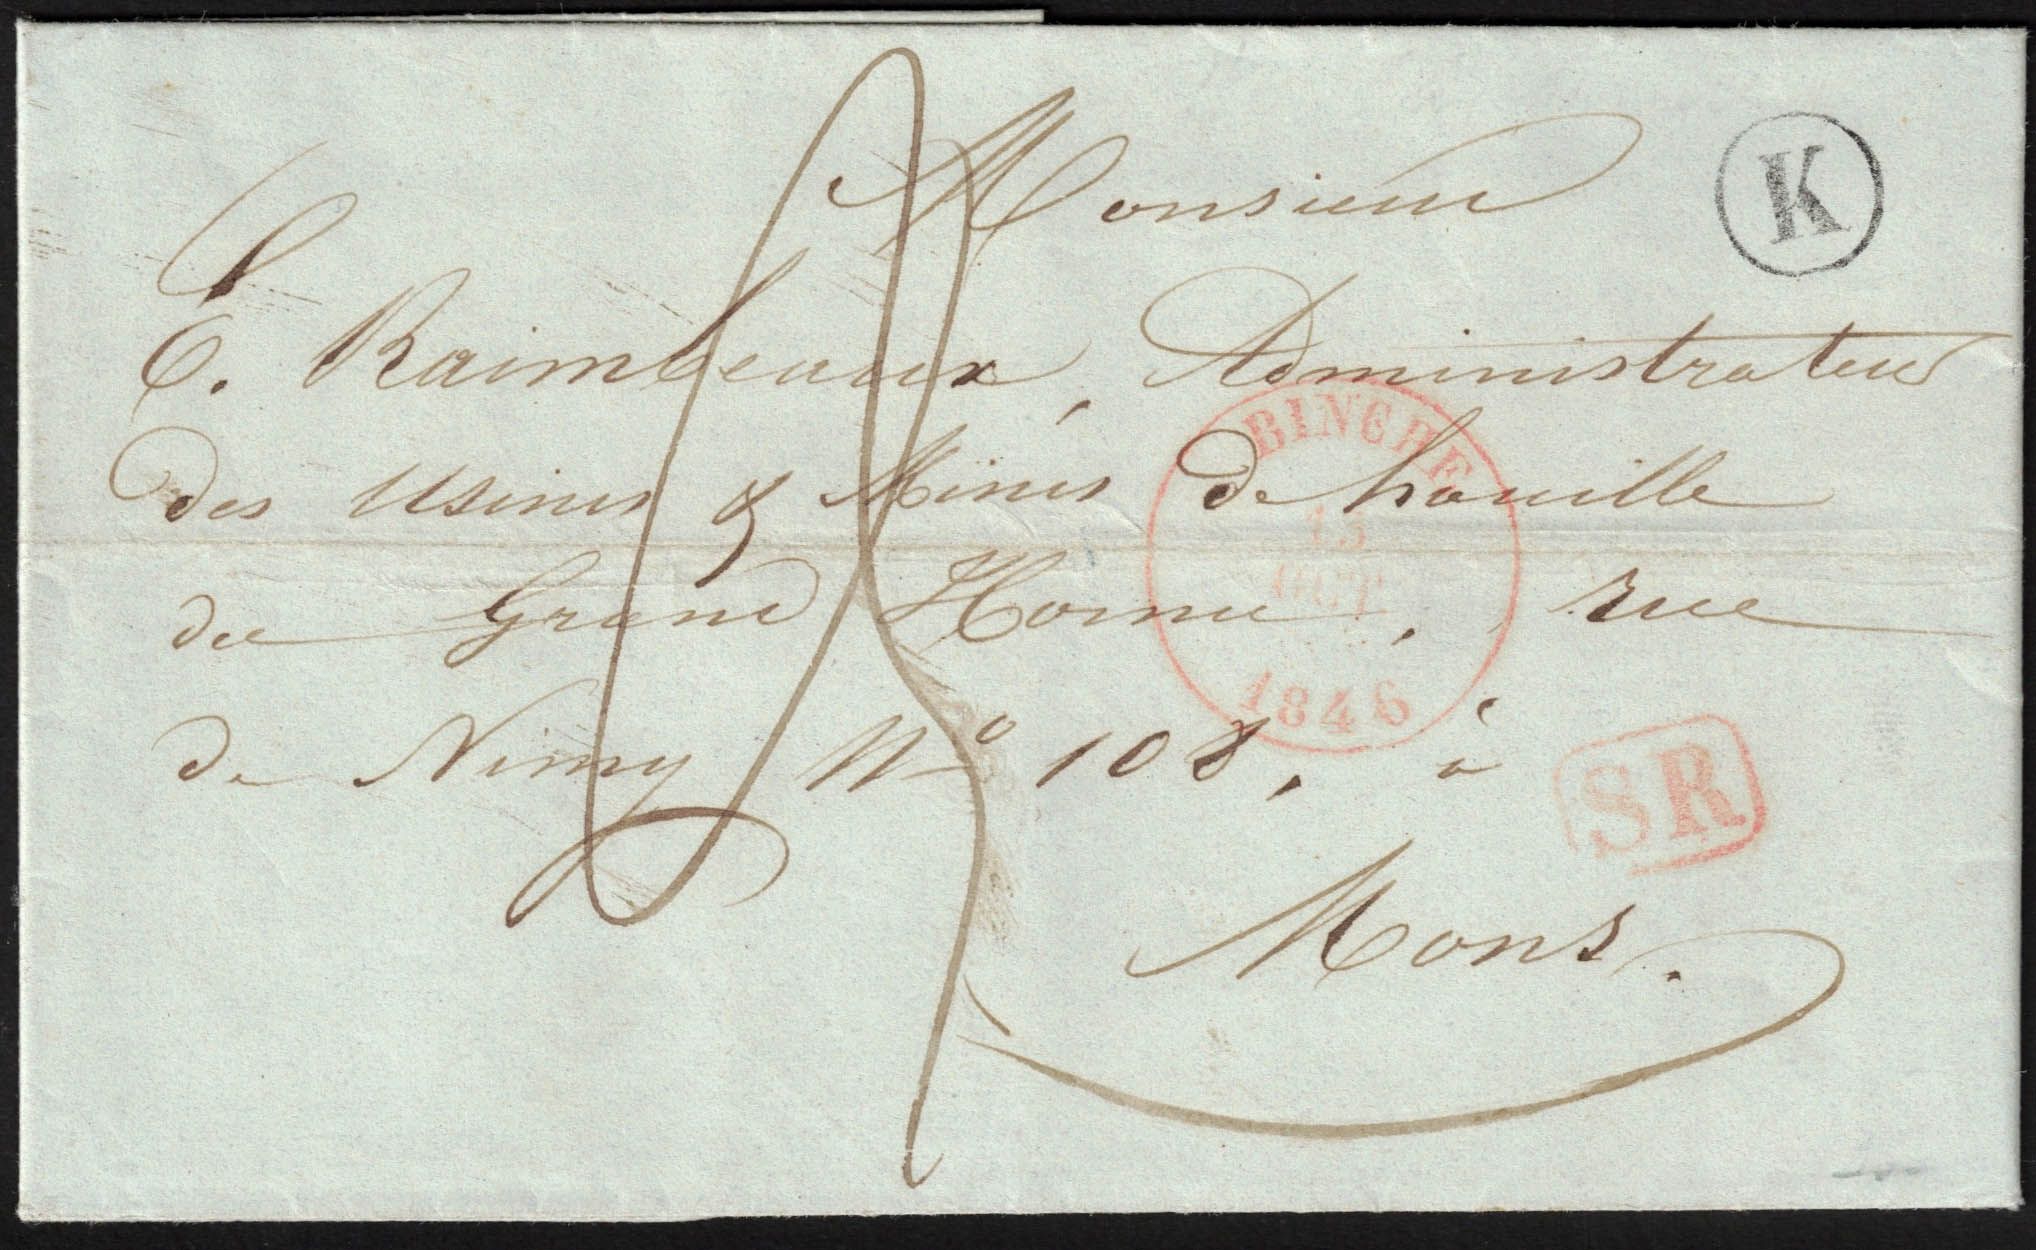 Monsieur
K
E. Raimbeaux, Administrateur
des Usines & Mines de houille
du Grand Hornu, rue
de Nimy No 108, à
Mons.
BINCHE
13
OCT.
1846
SR